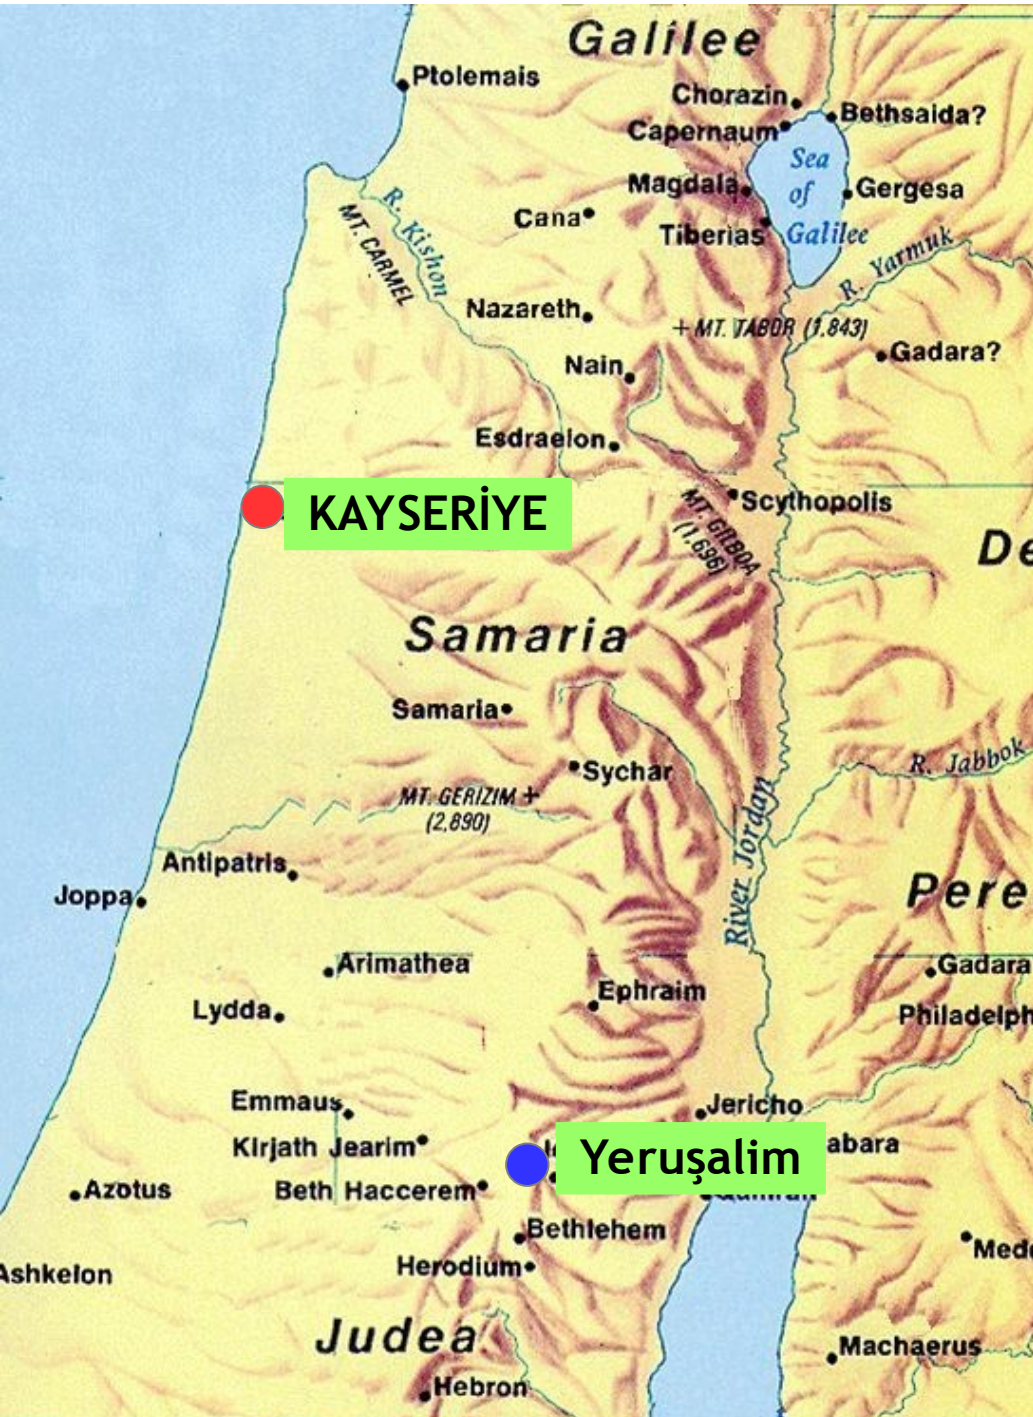 Galilee
Ptolemais
Chorazin
Bethsaida?
Capernaum
Sea
of
Galilee
Magdala
Gergesa
Cana
Tiberias
R. Kishon
MT. CARMEL
R. Yarmuk
Nazareth
+ MT. TABOR (1.843)
Gadara?
Nain
Esdraelon
KAYSERİYE
Scythopolis
MT. GILBOA
(1,696)
De
Samaria
Samaria
Sychar
R. Jabbok
MT. GERIZIM +
(2,890)
River Jordan
Antipatris
Joppa
Pere
Arimathea
Gadara
Ephraim
Lydda
Philadelph
Emmaus
Jericho
Kirjath Jearim
Yeruşalim
abara
Azotus
Beth Haccerem
Qumran
Bethlehem
Mede
Herodium
Ashkelon
Judea
Machaerus
Hebron